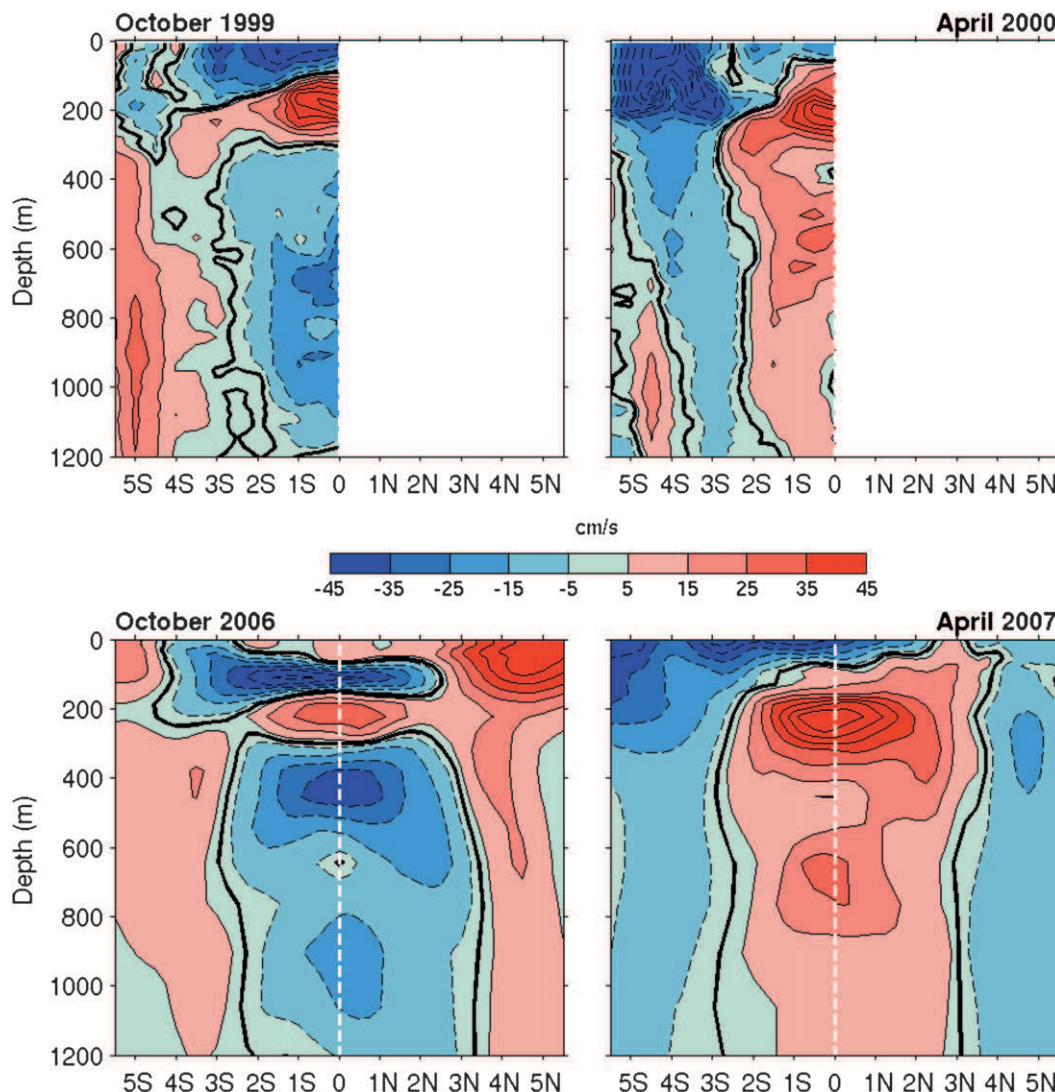 October 1999
April 2000
0
200
400
600
800
1000
1200
Depth (m)
5S 4S 3S 2S 1S 0 1N 2N 3N 4N 5N
5S 4S 3S 2S 1S 0 1N 2N 3N 4N 5N
cm/s
-45 -35 -25 -15 -5 5 15 25 35 45
October 2006
April 2007
0
200
400
600
800
1000
1200
Depth (m)
5S 4S 3S 2S 1S 0 1N 2N 3N 4N 5N
5S 4S 3S 2S 1S 0 1N 2N 3N 4N 5N